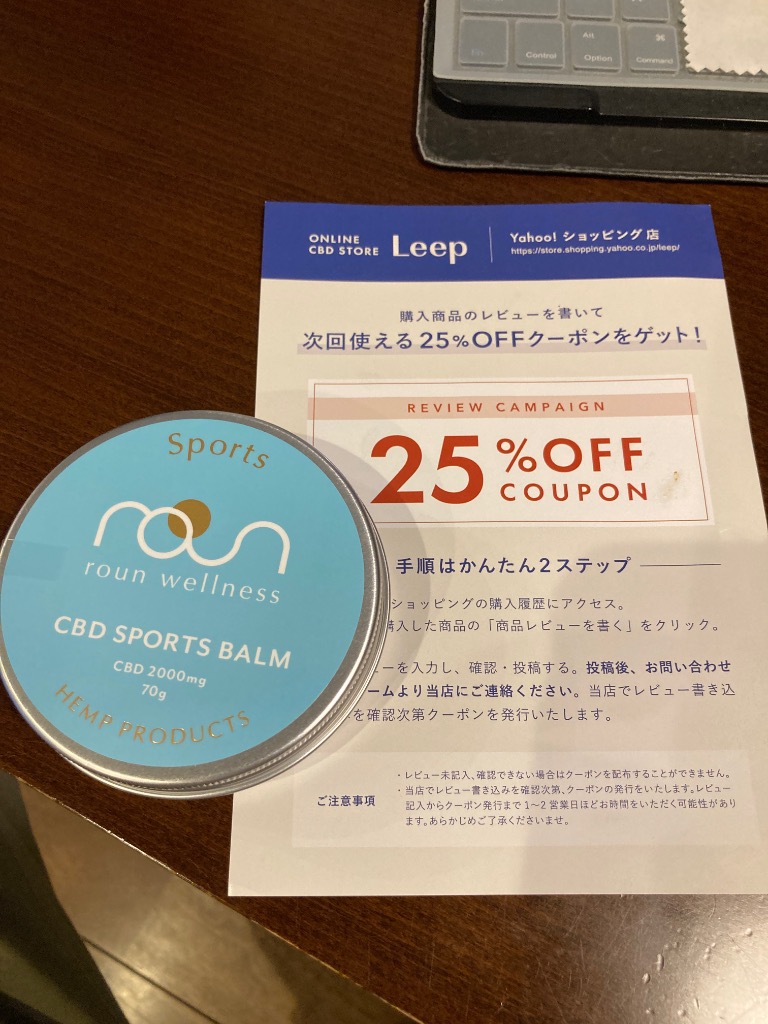 Alt
Control
Option
⌘
Command
ONLINE
CBD STORE
Leep
Yahoo! ショッピング店
https://store.shopping.yahoo.co.jp/leep/
購入商品のレビューを書いて
次回使える25%OFFクーポンをゲット!
REVIEW CAMPAIGN
25%OFF
COUPON
手順はかんたん2ステップ
ショッピングの購入履歴にアクセス。
購入した商品の「商品レビューを書く」をクリック。
ューを入力し、確認・投稿する。投稿後、お問い合わせ
ームより当店にご連絡ください。当店でレビュー書き込
を確認次第クーポンを発行いたします。
ご注意事項
・レビュー未記入、確認できない場合はクーポンを配布することができません。
・当店でレビュー書き込みを確認次第、クーポンの発行をいたします。レビュー
記入からクーポン発行まで1〜2営業日ほどお時間をいただく可能性があり
ます。あらかじめご了承くださいませ。
Sports
roun
roun wellness
CBD SPORTS BALM
CBD 2000mg
70g
HEMP PRODUCTS